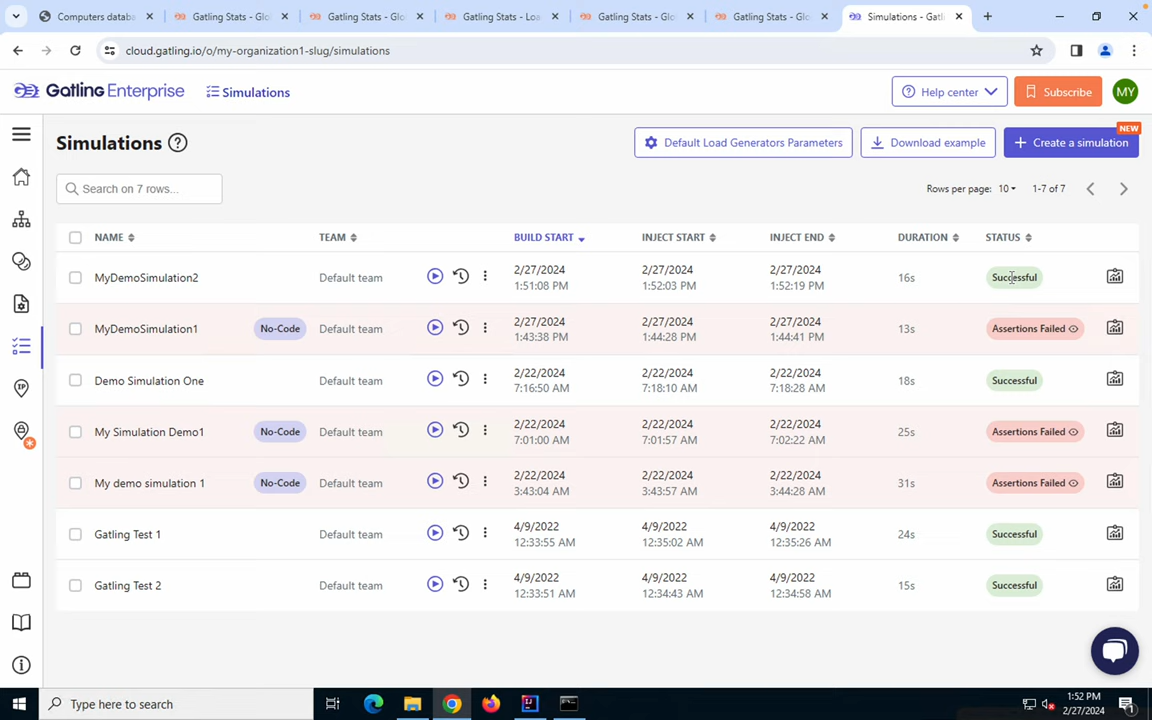 Computers databa
Gatling Stats - Glo
Gatling Stats - Glo
Gatling Stats - Loa
Gatling Stats - Glo
Gatling Stats - Glo
Simulations - Gatl
cloud.gatling.io/o/my-organization1-slug/simulations
Gatling Enterprise
Simulations
Help center
Subscribe
MY
Simulations
Default Load Generators Parameters
Download example
NEW
Create a simulation
Search on 7 rows...
Rows per page: 10
1-7 of 7
NAME TEAM BUILD START INJECT START INJECT END DURATION STATUS
MyDemoSimulation2 Default team 2/27/2024 2/27/2024 2/27/2024 16s Successful
1:51:08 PM 1:52:03 PM 1:52:19 PM
MyDemoSimulation1 No-Code Default team 2/27/2024 2/27/2024 2/27/2024 13s Assertions Failed
1:43:38 PM 1:44:28 PM 1:44:41 PM
Demo Simulation One Default team 2/22/2024 2/22/2024 2/22/2024 18s Successful
7:16:50 AM 7:18:10 AM 7:18:28 AM
My Simulation Demo1 No-Code Default team 2/22/2024 2/22/2024 2/22/2024 25s Assertions Failed
7:01:00 AM 7:01:57 AM 7:02:22 AM
My demo simulation 1 No-Code Default team 2/22/2024 2/22/2024 2/22/2024 31s Assertions Failed
3:43:04 AM 3:43:57 AM 3:44:28 AM
Gatling Test 1 Default team 4/9/2022 4/9/2022 4/9/2022 24s Successful
12:33:55 AM 12:35:02 AM 12:35:26 AM
Gatling Test 2 Default team 4/9/2022 4/9/2022 4/9/2022 15s Successful
12:33:51 AM 12:34:43 AM 12:34:58 AM
Type here to search
1:52 PM
2/27/2024